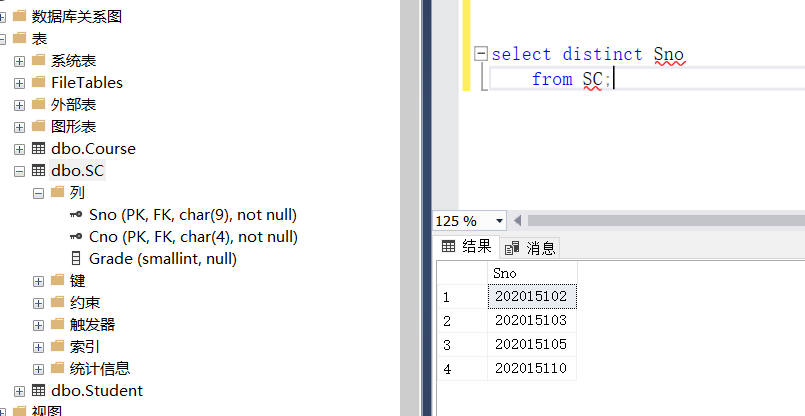 数据库关系图
表
系统表
FileTables
外部表
图形表
dbo.Course
dbo.SC
列
Sno (PK, FK, char(9), not null)
Cno (PK, FK, char(4), not null)
Grade (smallint, null)
键
约束
触发器
索引
统计信息
dbo.Student
视图
select distinct Sno
from SC;
125 %
结果 消息
Sno
1 202015102
2 202015103
3 202015105
4 202015110